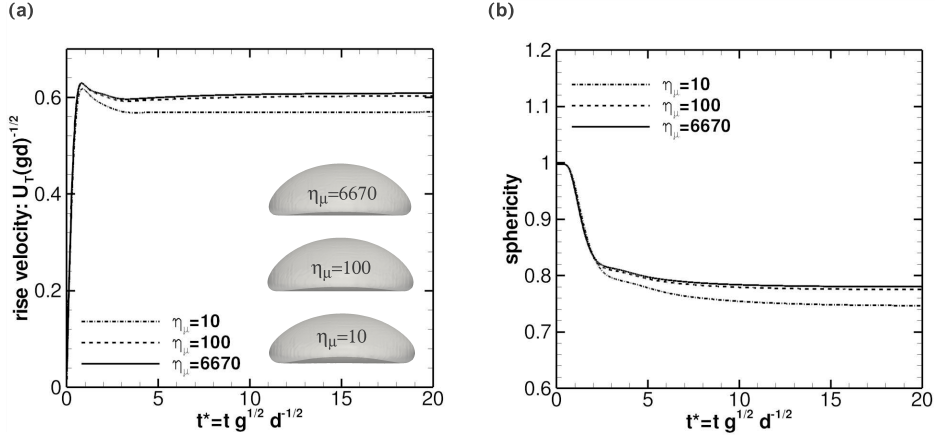 (a)
rise velocity: U_T(gd)^{-1/2}
0.6
0.4
0.2
0
η_μ=6670
η_μ=100
η_μ=10
η_μ=10
η_μ=100
η_μ=6670
0 5 10 15 20
t*=t g^{1/2} d^{-1/2}
(b)
sphericity
1.2
1.1
1
0.9
0.8
0.7
0.6
η_μ=10
η_μ=100
η_μ=6670
0 5 10 15 20
t*=t g^{1/2} d^{-1/2}